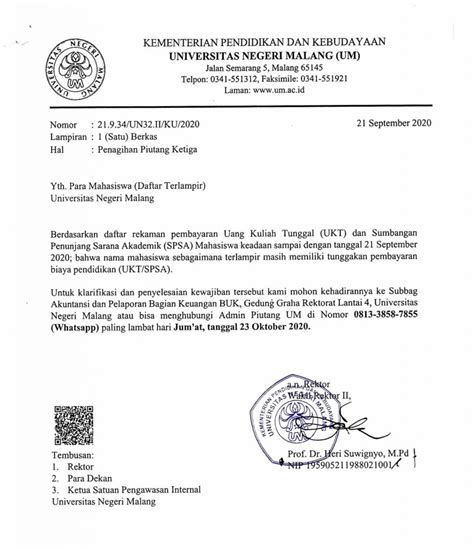 KEMENTERIAN PENDIDIKAN DAN KEBUDAYAAN
UNIVERSITAS NEGERI MALANG (UM)
Jalan Semarang 5, Malang 65145
Telpon: 0341-551312, Faksimile: 0341-551921
Laman: www.um.ac.id
UNIVERSITAS NEGERI MALANG
UM
Nomor : 21.9.34/UN32.II/KU/2020 21 September 2020
Lampiran : 1 (Satu) Berkas
Hal : Penagihan Piutang Ketiga
Yth. Para Mahasiswa (Daftar Terlampir)
Universitas Negeri Malang
Berdasarkan daftar rekaman pembayaran Uang Kuliah Tunggal (UKT) dan Sumbangan
Penunjang Sarana Akademik (SPSA) Mahasiswa keadaan sampai dengan tanggal 21 September
2020; bahwa nama mahasiswa sebagaimana terlampir masih memiliki tunggakan pembayaran
biaya pendidikan (UKT/SPSA).
Untuk klarifikasi dan penyelesaian kewajiban tersebut kami mohon kehadirannya ke Subbag
Akuntansi dan Pelaporan Bagian Keuangan BUK, Gedung Graha Rektorat Lantai 4, Universitas
Negeri Malang atau bisa menghubungi Admin Piutang UM di Nomor 0813-3858-7855
(Whatsapp) paling lambat hari Jum'at, tanggal 23 Oktober 2020.
a.n. Rektor
Wakil Rektor II,
KEMENTERIAN PENDIDIKAN DAN KEBUDAYAAN
UNIVERSITAS NEGERI MALANG
UM
Prof. Dr. Heri Suwignyo, M.Pd
NIP 195905211988021001
Tembusan:
1. Rektor
2. Para Dekan
3. Ketua Satuan Pengawasan Internal
Universitas Negeri Malang